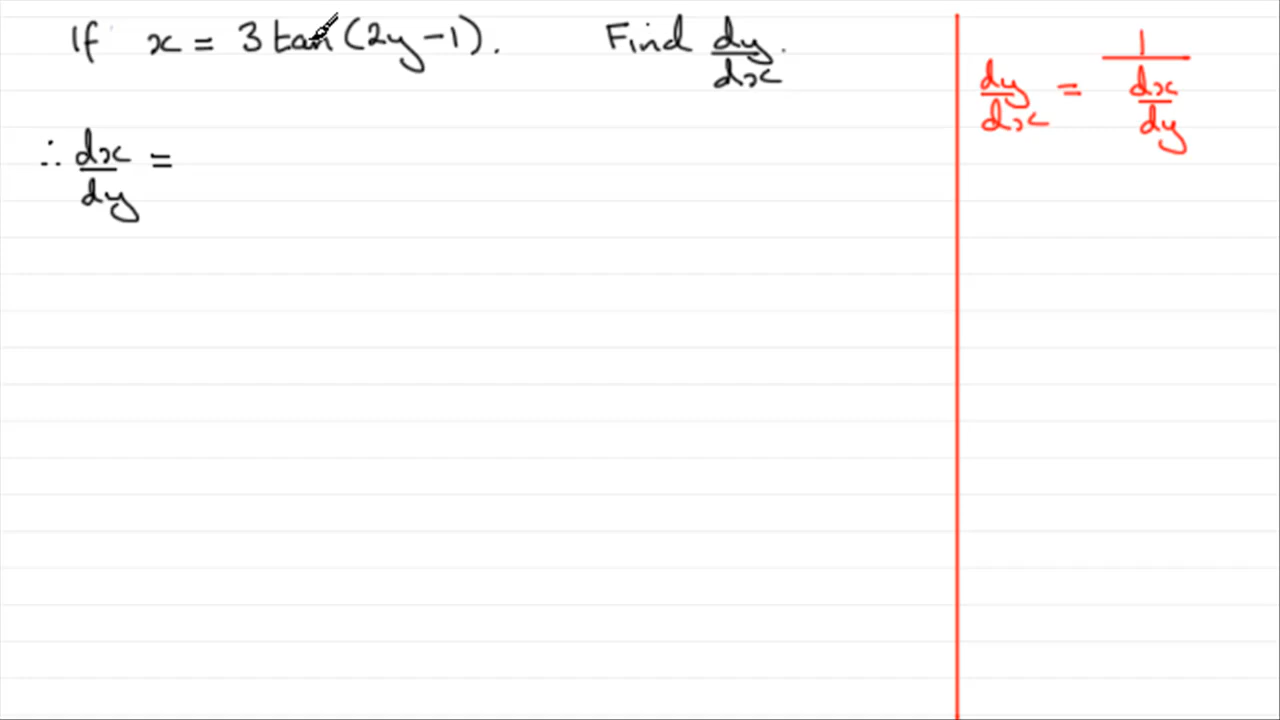 If x = 3 tan (2y - 1). Find dy/dx.
∴ dx/dy =
dy/dx = 1/(dx/dy)